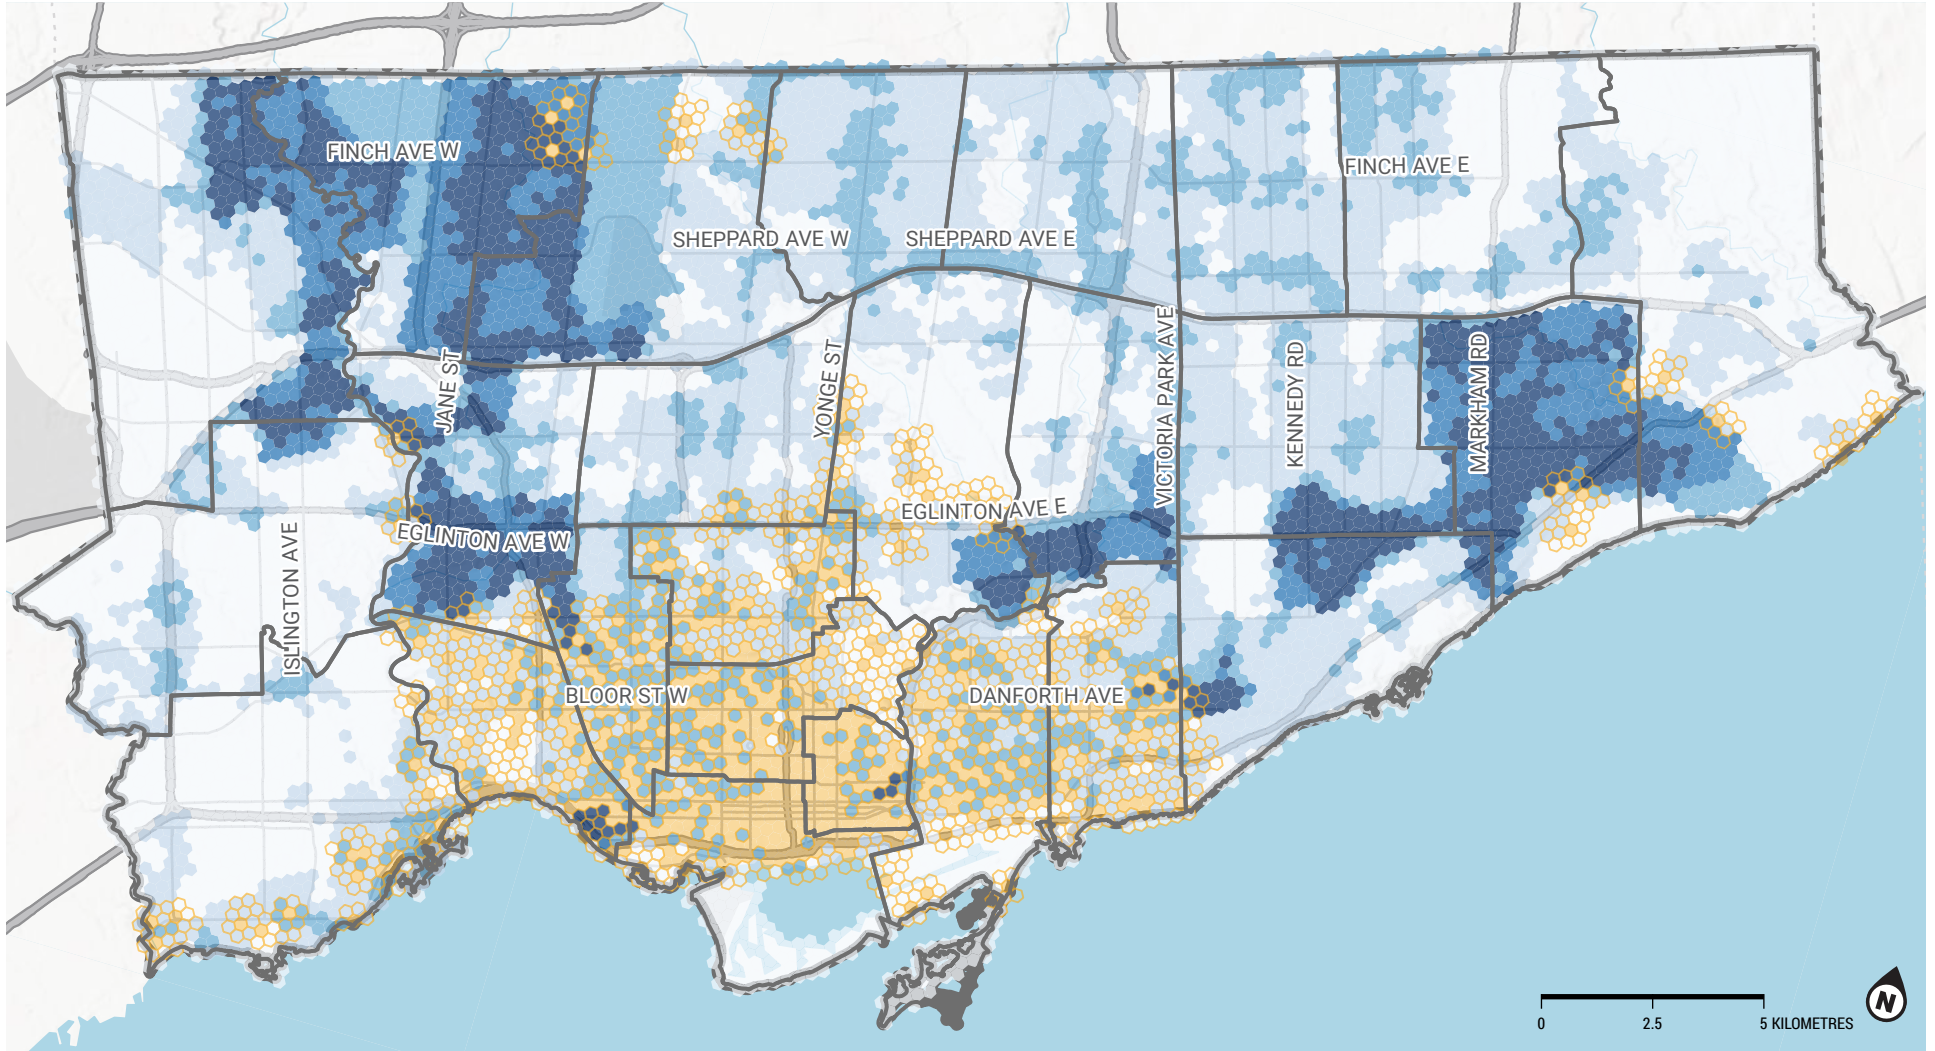 FINCH AVE W
FINCH AVE E
SHEPPARD AVE W
SHEPPARD AVE E
JANE ST
YONGE ST
VICTORIA PARK AVE
KENNEDY RD
MARKHAM RD
EGLINTON AVE E
EGLINTON AVE W
ISLINGTON AVE
BLOOR ST W
DANFORTH AVE
N
0 2.5 5 KILOMETRES